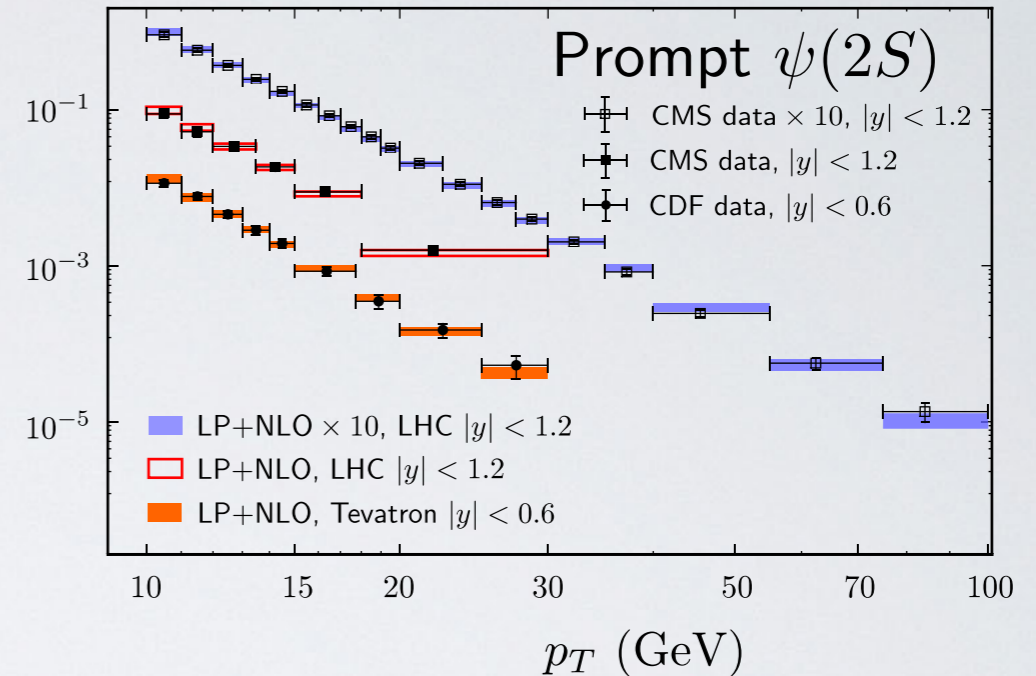 Prompt ψ(2S)
CMS data × 10, |y| < 1.2
CMS data, |y| < 1.2
CDF data, |y| < 0.6
10⁻¹
10⁻³
10⁻⁵
LP+NLO × 10, LHC |y| < 1.2
LP+NLO, LHC |y| < 1.2
LP+NLO, Tevatron |y| < 0.6
10 15 20 30 50 70 100
p_T (GeV)